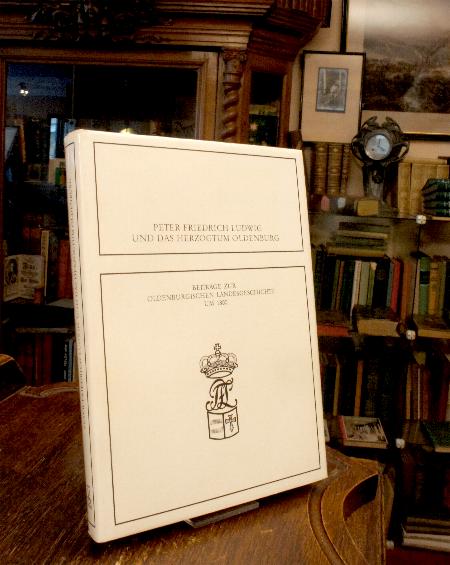 PETER FRIEDRICH LUDWIG
UND DAS HERZOGTUM OLDENBURG
BEITRÄGE ZUR
OLDENBURGISCHEN LANDESGESCHICHTE
UM 1800